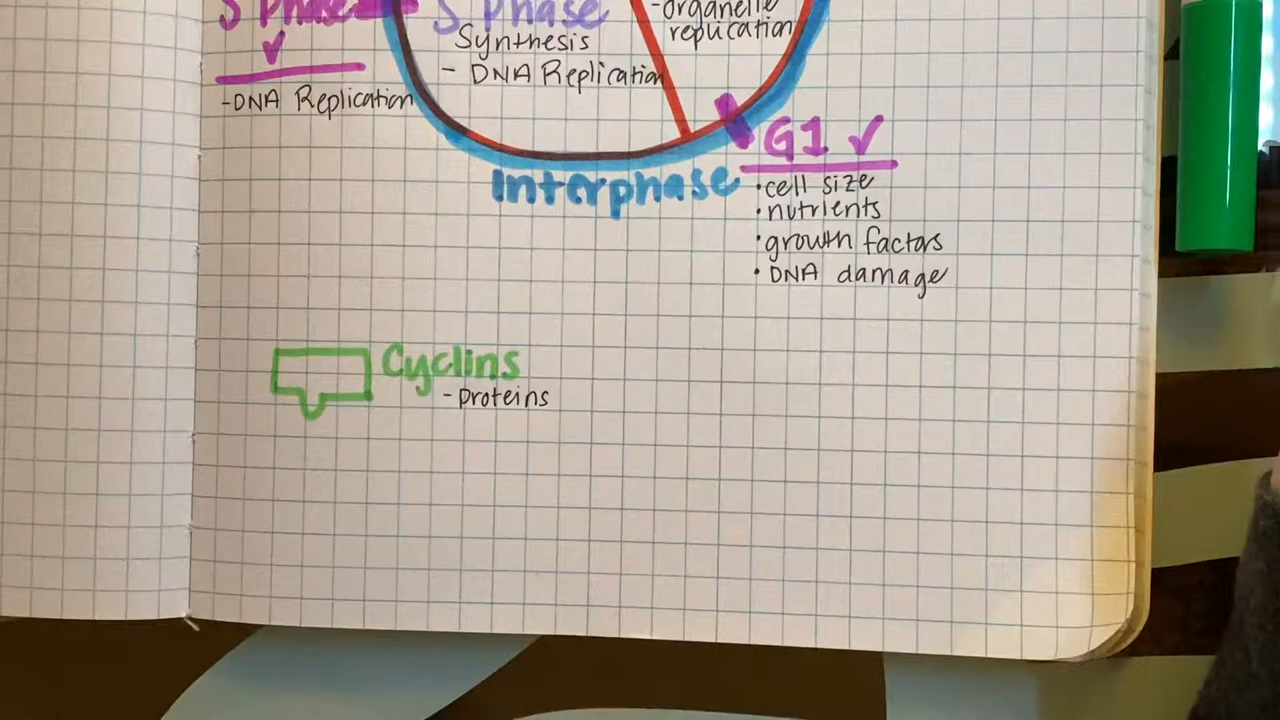 S Phase
S Phase
Synthesis
- DNA Replication
-organelle
replication
✓
-DNA Replication
G1 ✓
Interphase
•cell size
•nutrients
•growth factors
•DNA damage
Cyclins
-proteins